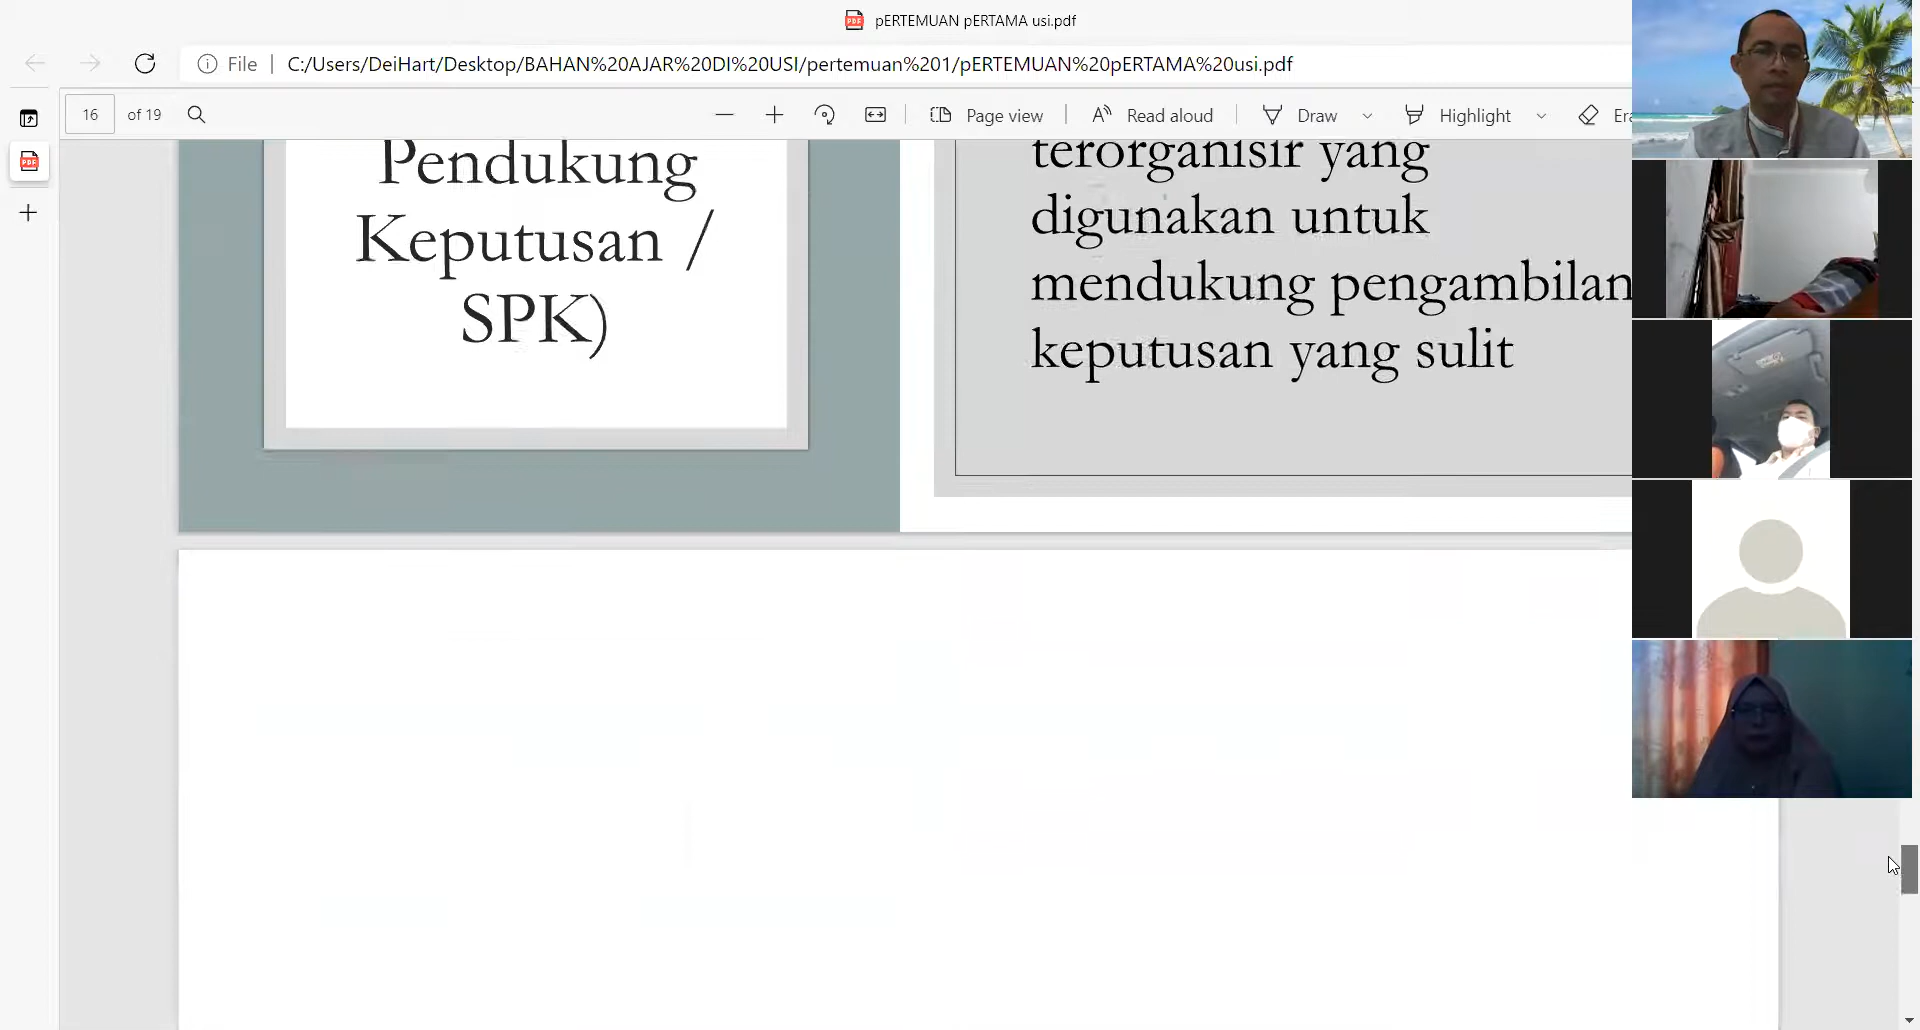 pERTEMUAN pERTAMA usi.pdf
File | C:/Users/DeiHart/Desktop/BAHAN%20AJAR%20DI%20USI/pertemuan%201/pERTEMUAN%20pERTAMA%20usi.pdf
16 of 19 Page view Read aloud Draw Highlight Era
Pendukung
Keputusan /
SPK)
terorganisir yang
digunakan untuk
mendukung pengambilan
keputusan yang sulit